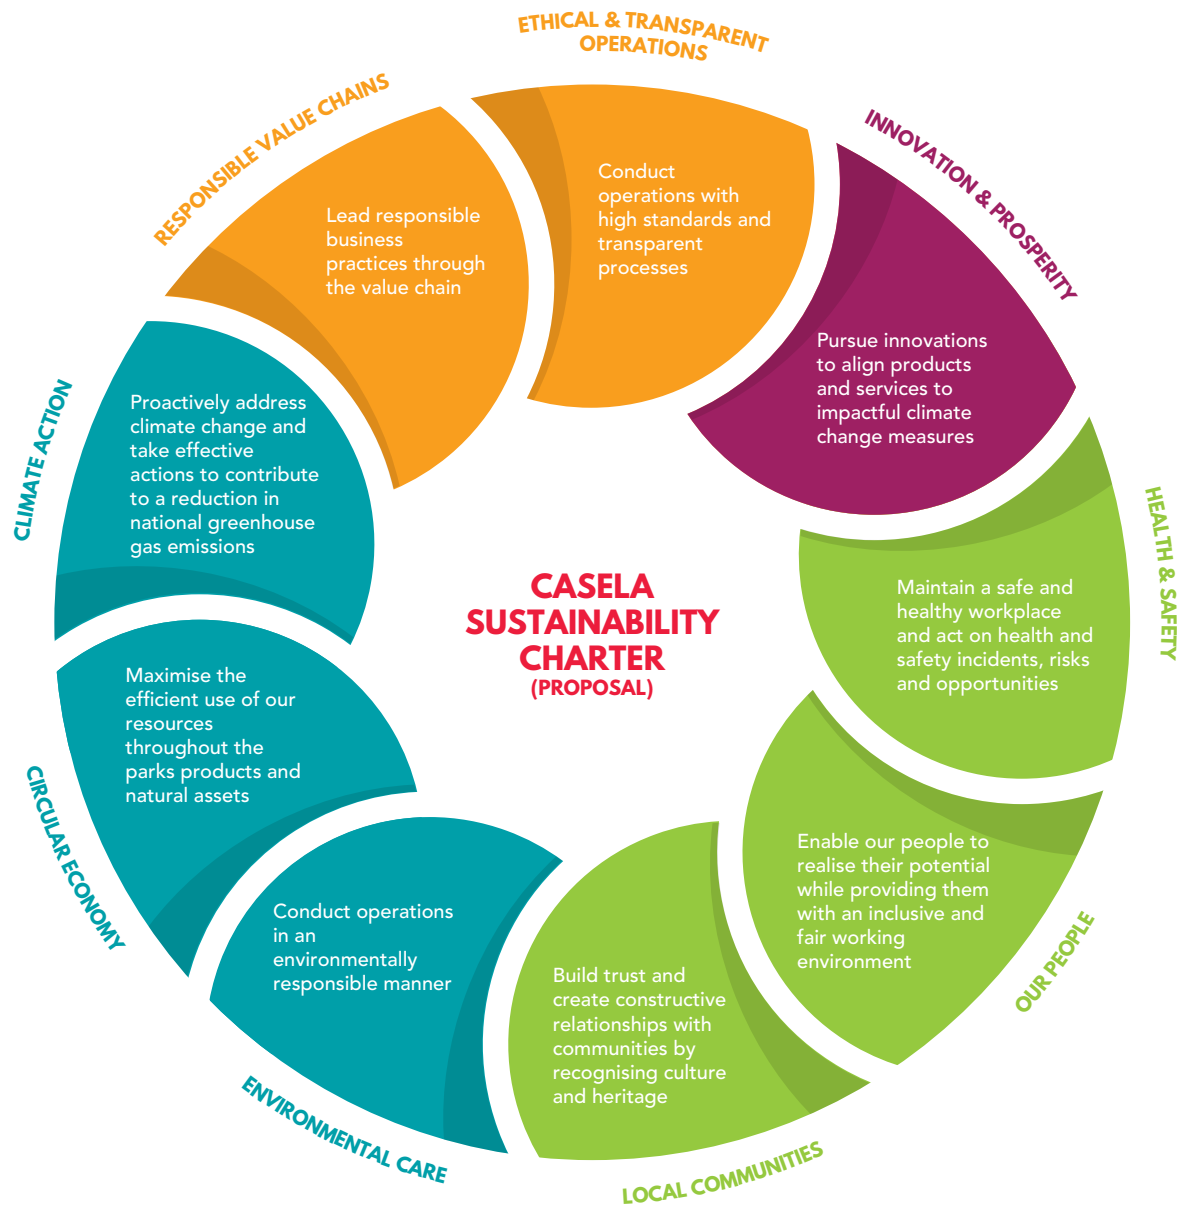 ETHICAL & TRANSPARENT
OPERATIONS
Conduct
operations with
high standards and
transparent
processes
INNOVATION & PROSPERITY
Pursue innovations
to align products
and services to
impactful climate
change measures
HEALTH & SAFETY
Maintain a safe and
healthy workplace
and act on health and
safety incidents, risks
and opportunities
OUR PEOPLE
Enable our people to
realise their potential
while providing them
with an inclusive and
fair working
environment
LOCAL COMMUNITIES
Build trust and
create constructive
relationships with
communities by
recognising culture
and heritage
ENVIRONMENTAL CARE
Conduct operations
in an
environmentally
responsible manner
CIRCULAR ECONOMY
Maximise the
efficient use of our
resources
throughout the
parks products and
natural assets
CLIMATE ACTION
Proactively address
climate change and
take effective
actions to contribute
to a reduction in
national greenhouse
gas emissions
RESPONSIBLE VALUE CHAINS
Lead responsible
business
practices through
the value chain
CASELA
SUSTAINABILITY
CHARTER
(PROPOSAL)